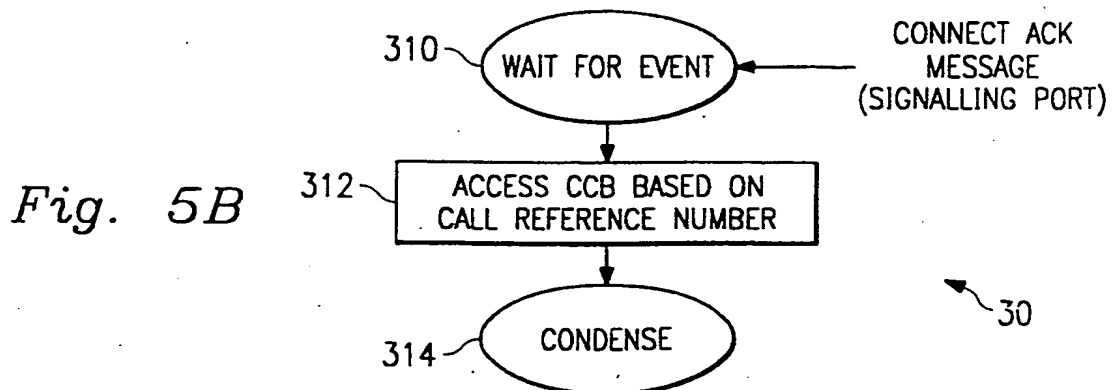 310
WAIT FOR EVENT
CONNECT ACK
MESSAGE
(SIGNALLING PORT)
Fig. 5B
312
ACCESS CCB BASED ON
CALL REFERENCE NUMBER
30
314
CONDENSE